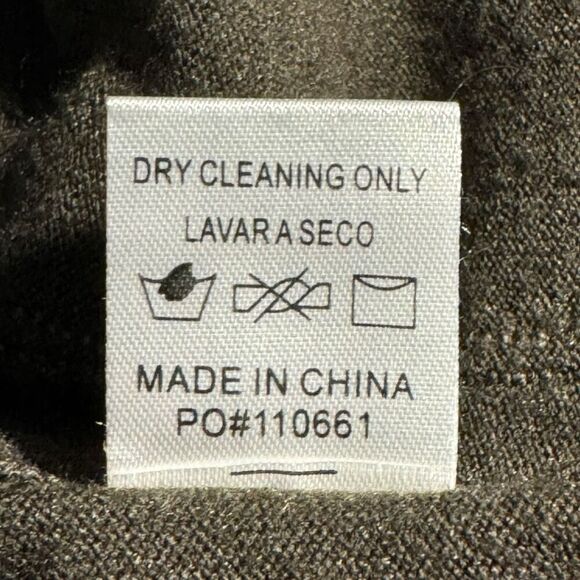 DRY CLEANING ONLY
LAVAR A SECO
MADE IN CHINA
PO#110661